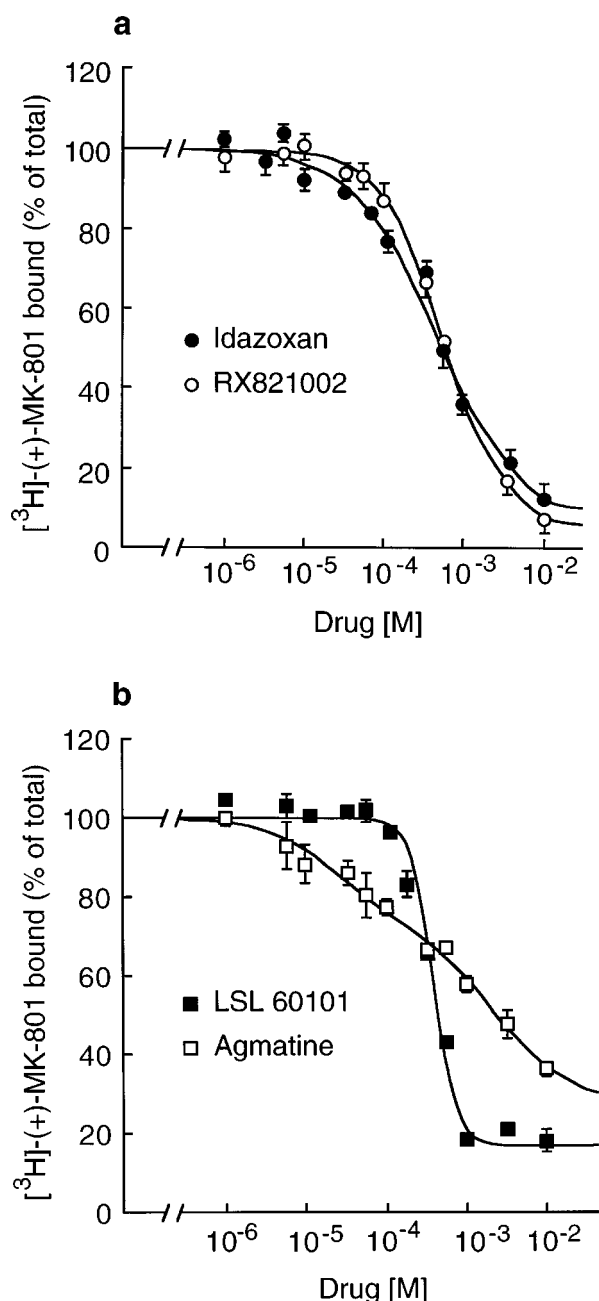 a
[³H]-(+)-MK-801 bound (% of total)
120
100
80
60
40
20
0
Idazoxan
RX821002
10⁻⁶ 10⁻⁵ 10⁻⁴ 10⁻³ 10⁻²
Drug [M]
b
[³H]-(+)-MK-801 bound (% of total)
120
100
80
60
40
20
0
LSL 60101
Agmatine
10⁻⁶ 10⁻⁵ 10⁻⁴ 10⁻³ 10⁻²
Drug [M]